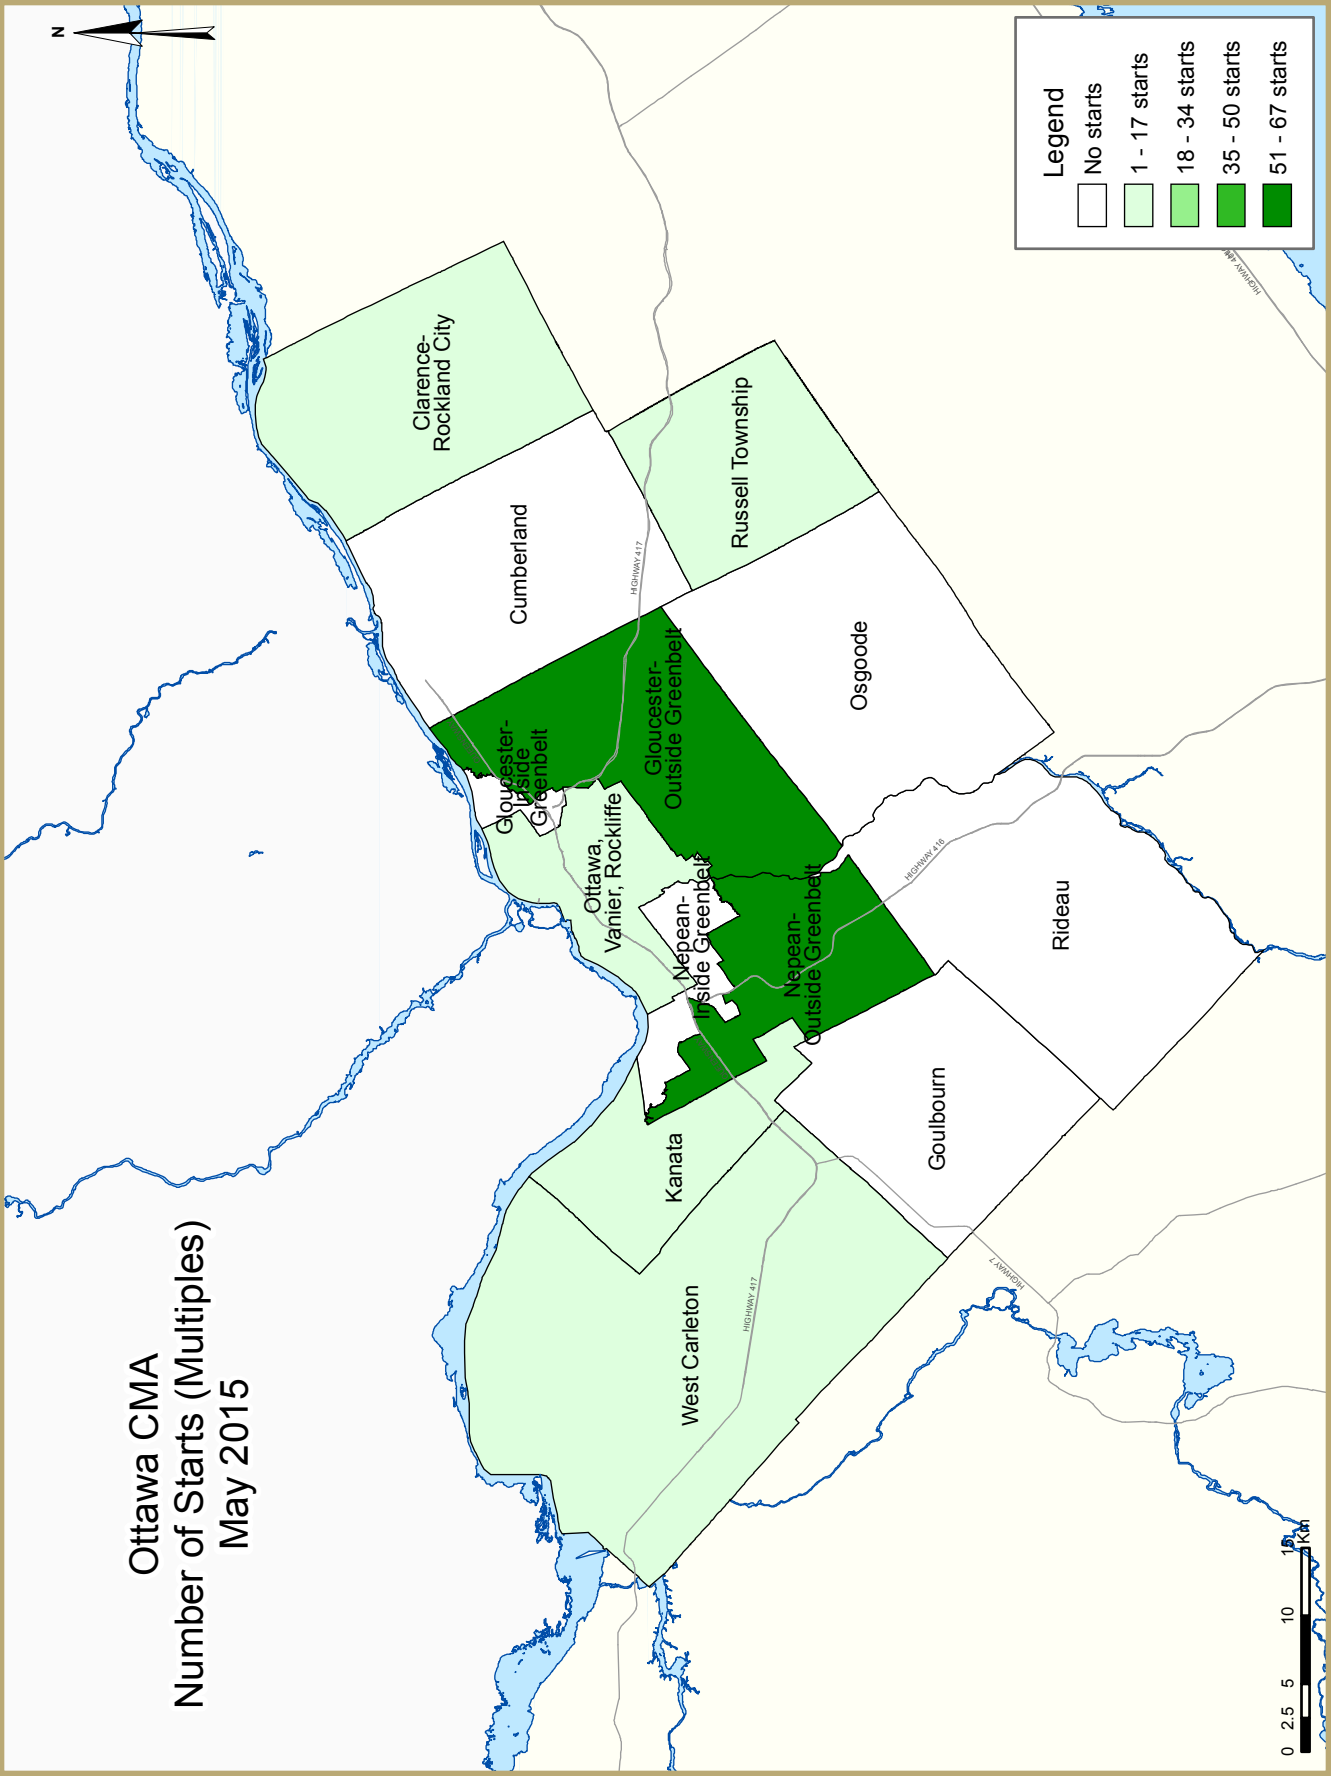 Ottawa CMA
Number of Starts (Multiples)
May 2015
N
Clarence-
Rockland City
Cumberland
Russell Township
HIGHWAY 417
Gloucester-
Inside
Greenbelt
Gloucester-
Outside Greenbelt
Osgoode
Ottawa,
Vanier, Rockliffe
Nepean-
Inside Greenbelt
Nepean-
Outside Greenbelt
HIGHWAY 416
Rideau
Kanata
Goulbourn
West Carleton
HIGHWAY 417
HIGHWAY 7
Legend
No starts
1 - 17 starts
18 - 34 starts
35 - 50 starts
51 - 67 starts
0 2.5 5 10 15
Km